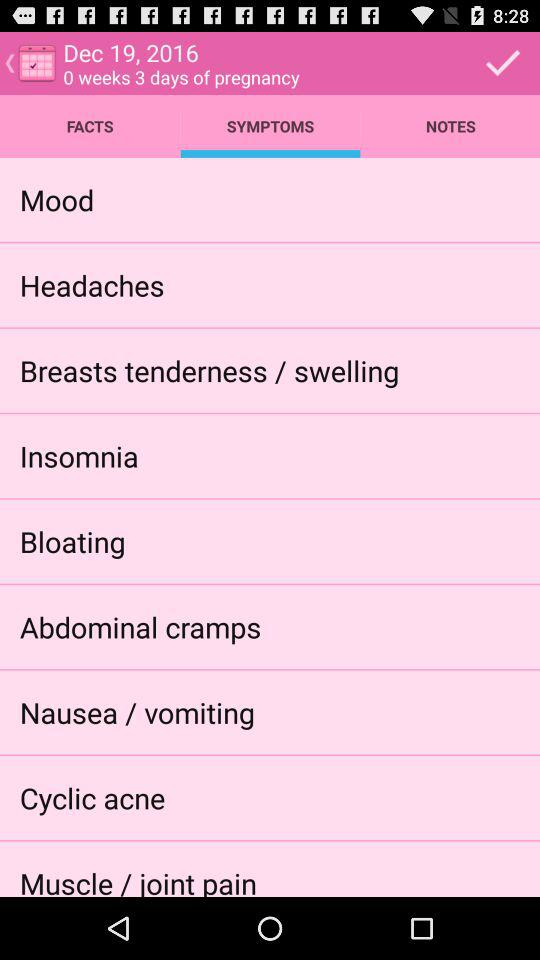 8:28
Dec 19, 2016
0 weeks 3 days of pregnancy
FACTS
SYMPTOMS
NOTES
Mood
Headaches
Breasts tenderness / swelling
Insomnia
Bloating
Abdominal cramps
Nausea / vomiting
Cyclic acne
Muscle / joint pain